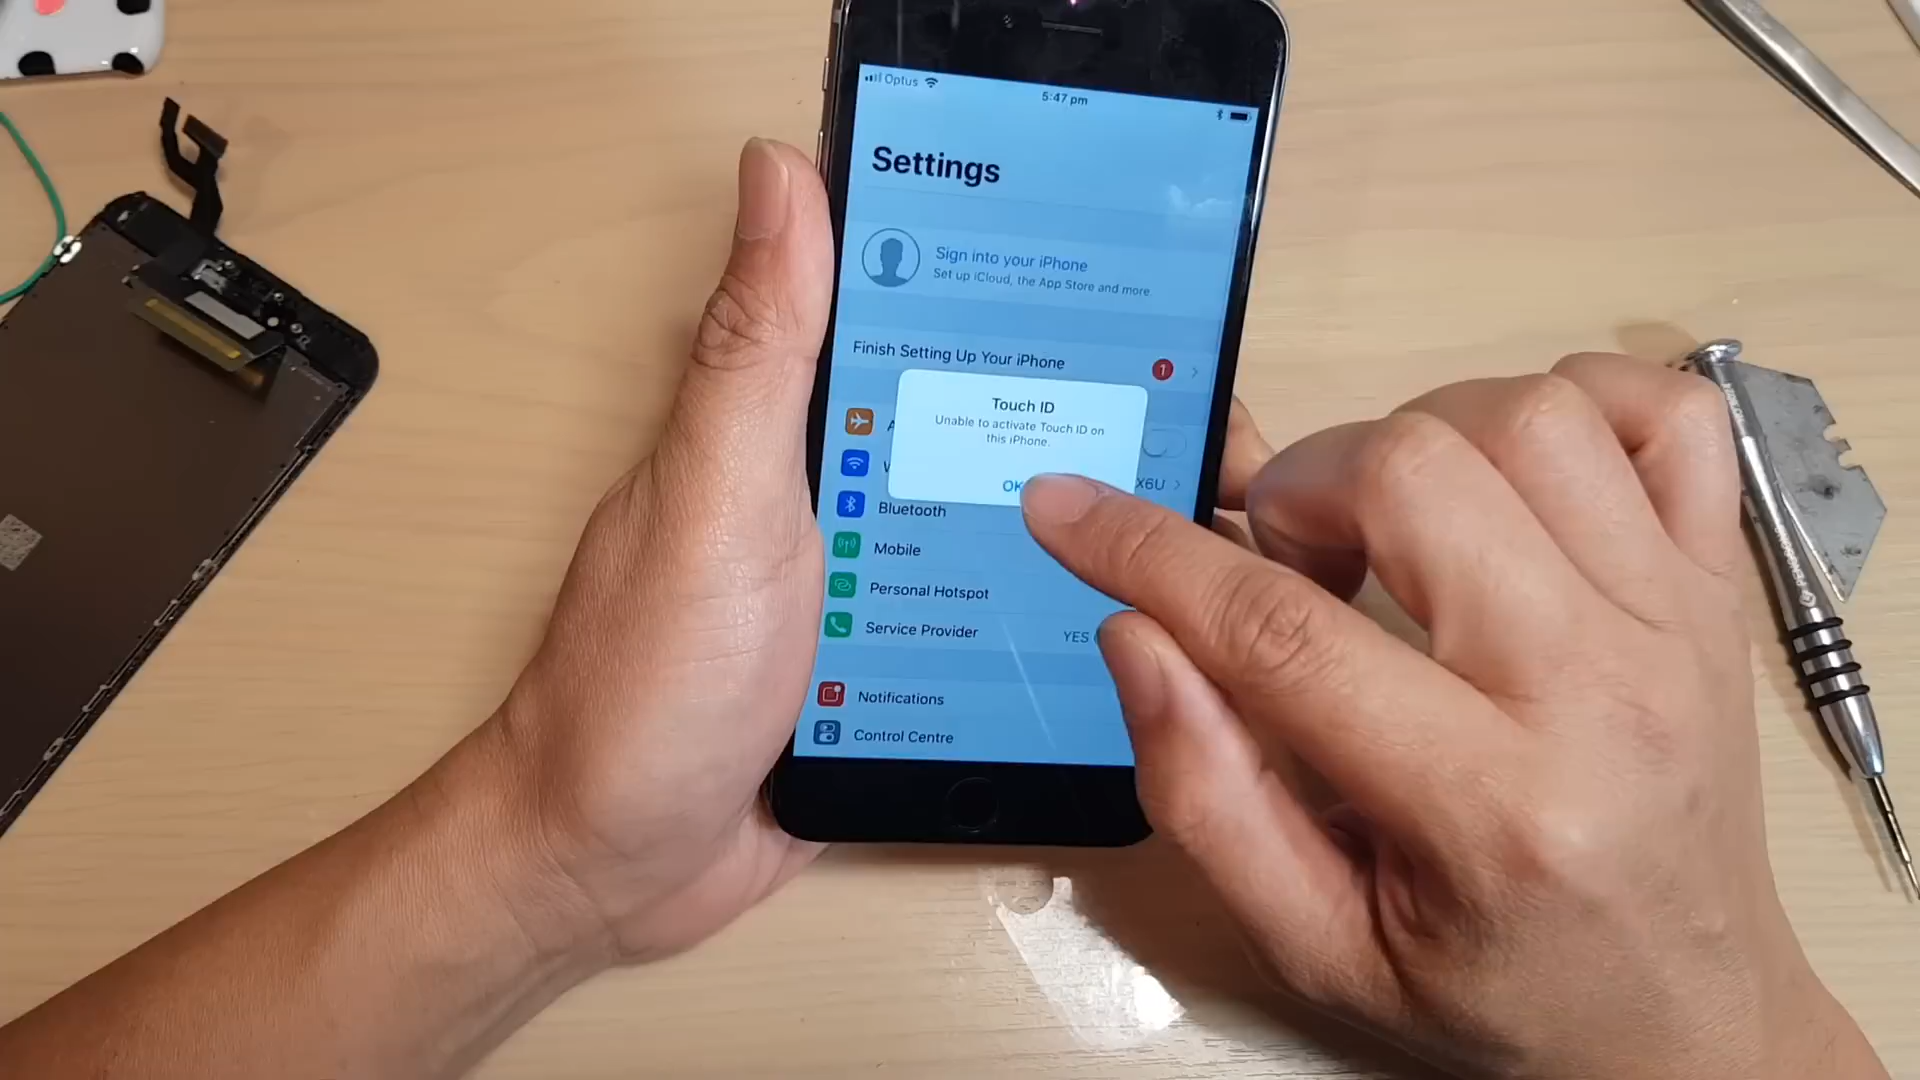 Optus
5:47 pm
Settings
Sign into your iPhone
Set up iCloud, the App Store and more
Finish Setting Up Your iPhone
1
Touch ID
Unable to activate Touch ID on
this iPhone.
OK
X6U
Bluetooth
Mobile
Personal Hotspot
Service Provider
YES
Notifications
Control Centre